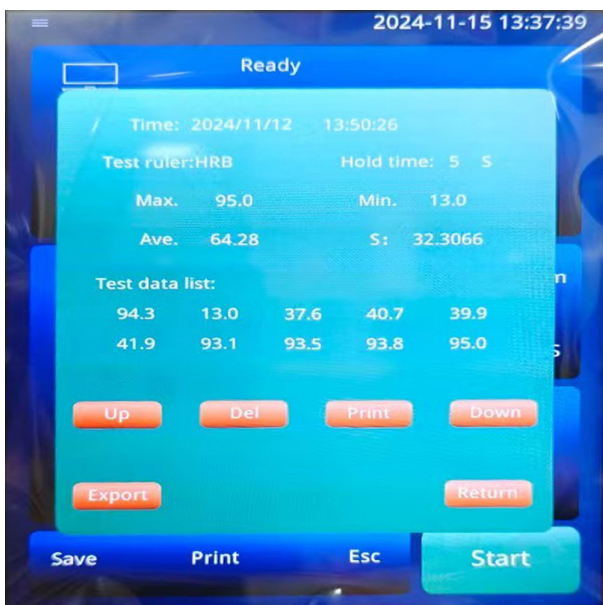 2024-11-15 13:37:39
Ready
Time: 2024/11/12 13:50:26
Test ruler:HRB Hold time: 5 S
Max. 95.0 Min. 13.0
Ave. 64.28 S: 32.3066
Test data list:
94.3 13.0 37.6 40.7 39.9
41.9 93.1 93.5 93.8 95.0
Up Del Print Down
Export Return
Save Print Esc Start